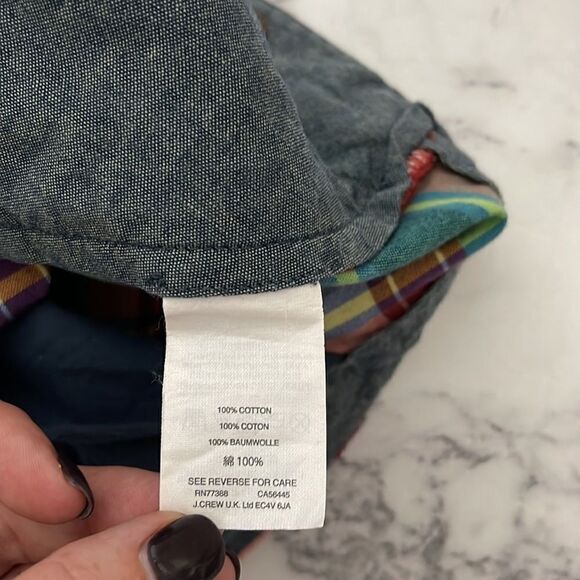 100% COTTON
100% COTON
100% BAUMWOLLE
綿 100%
SEE REVERSE FOR CARE
RN77388 CA56445
J.CREW U.K. Ltd EC4V 6JA